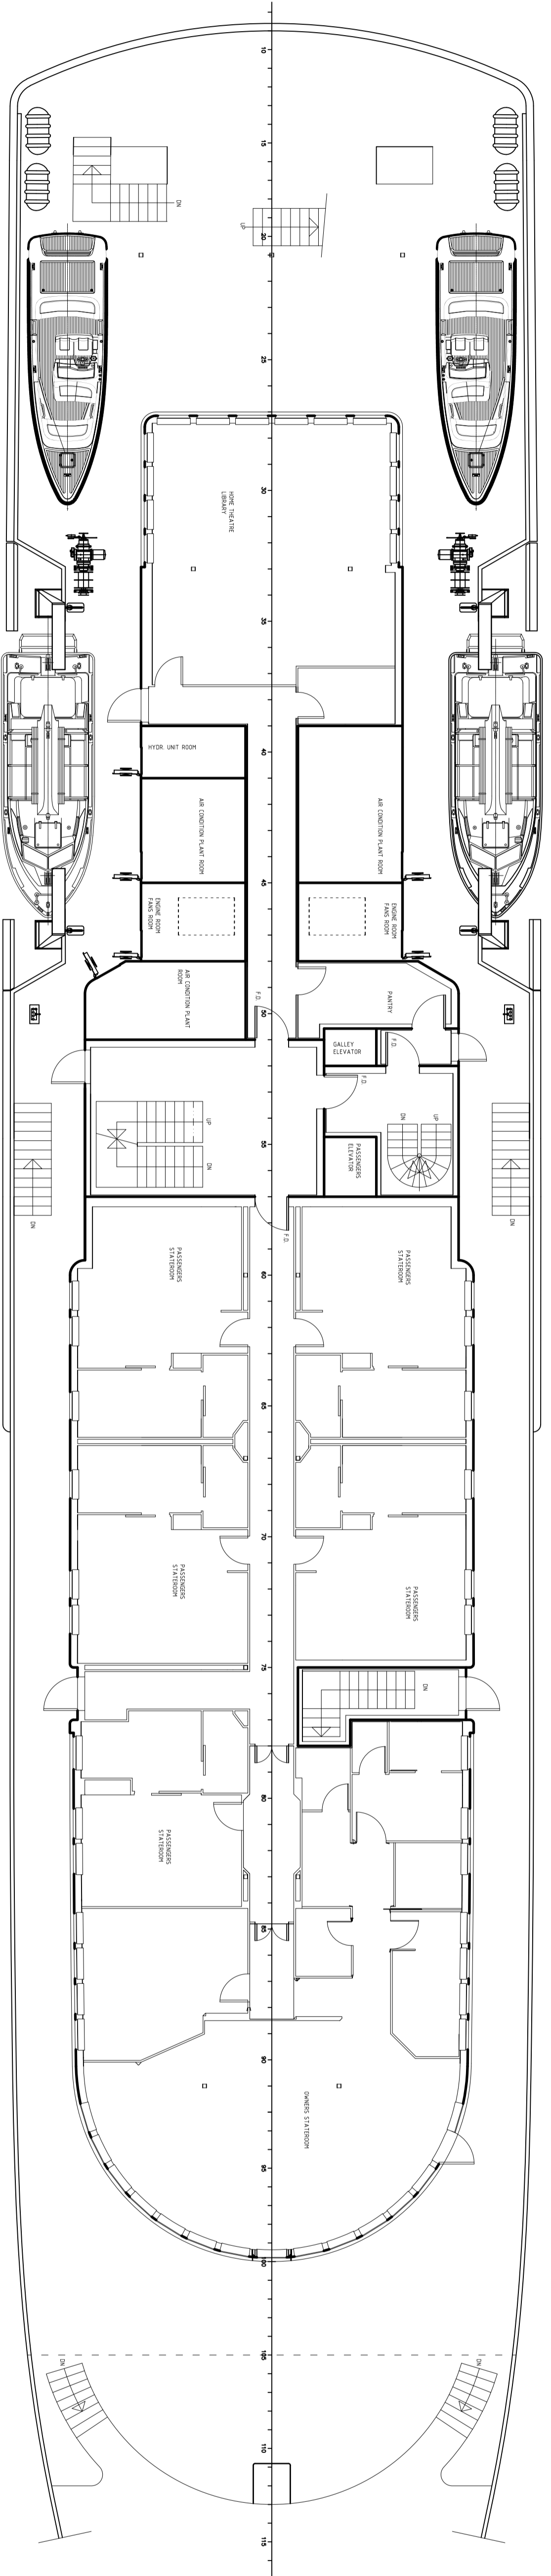 10
15
DN
UP
20
25
HOME THEATRE
LIBRARY
30
35
HYDR. UNIT ROOM
40
AIR CONDITION PLANT ROOM
AIR CONDITION PLANT ROOM
45
ENGINE ROOM
FANS ROOM
ENGINE ROOM
FANS ROOM
AIR CONDITION PLANT
ROOM
F.D.
50
PANTRY
GALLEY
ELEVATOR
F.D.
F.D.
UP
DN
DN
UP
55
PASSENGERS
ELEVATOR
DN
DN
F.D.
PASSENGERS
STATEROOM
60
PASSENGERS
STATEROOM
65
70
PASSENGERS
STATEROOM
PASSENGERS
STATEROOM
75
DN
80
PASSENGERS
STATEROOM
85
90
OWNERS STATEROOM
95
100
105
DN
DN
110
115